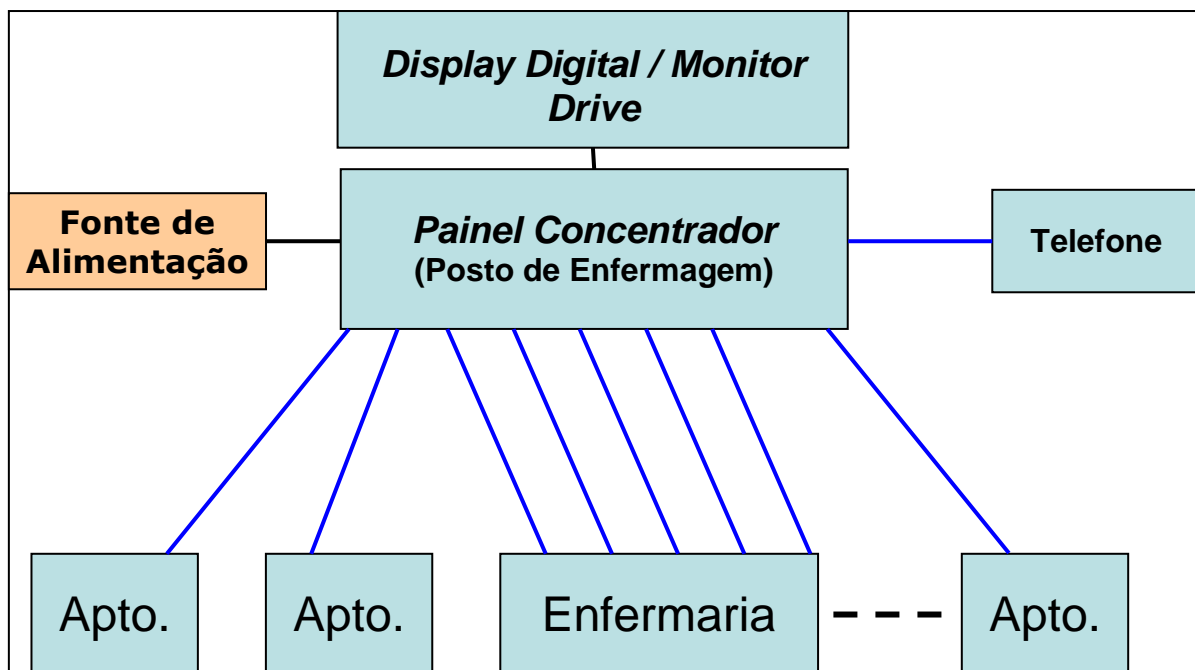 Display Digital / Monitor
Drive
Fonte de
Alimentação
Painel Concentrador
(Posto de Enfermagem)
Telefone
Apto.
Apto.
Enfermaria
Apto.